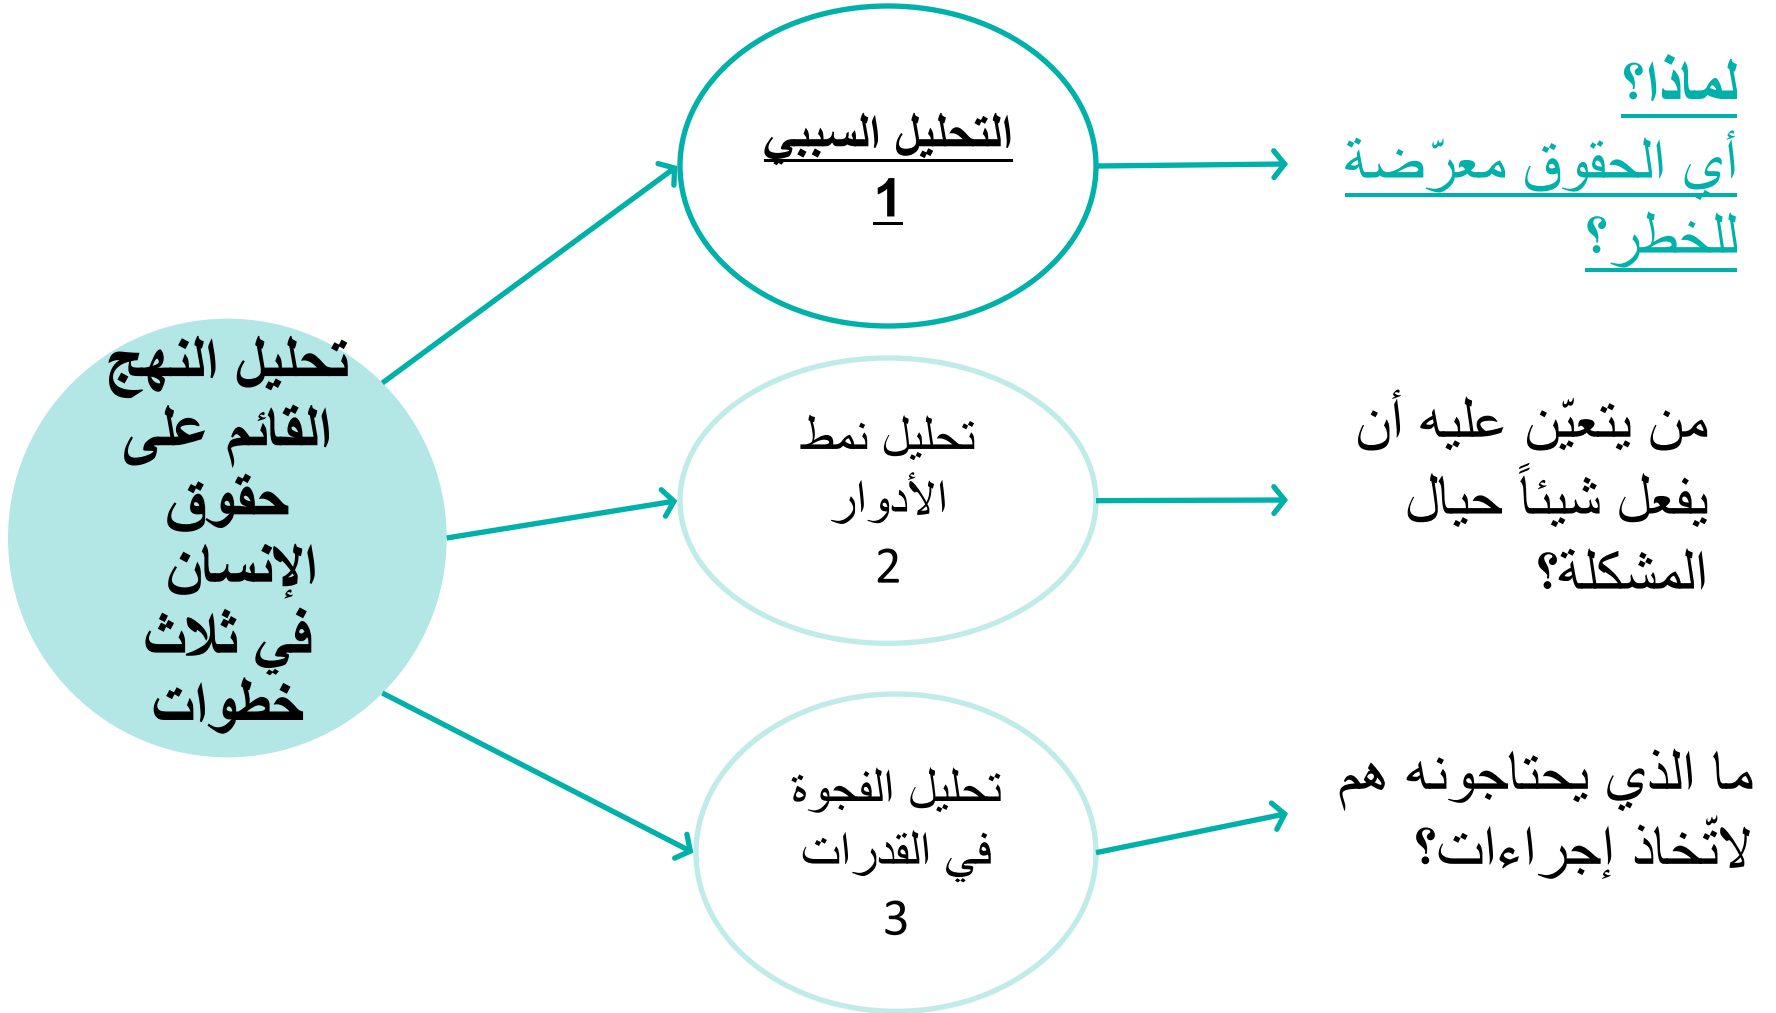 تحليل النهج
القائم على
حقوق
الإنسان
في ثلاث
خطوات
التحليل السببي
1
لماذا؟
أي الحقوق معرّضة
للخطر؟
تحليل نمط
الأدوار
2
من يتعيّن عليه أن
يفعل شيئاً حيال
المشكلة؟
تحليل الفجوة
في القدرات
3
ما الذي يحتاجونه هم
لاتّخاذ إجراءات؟